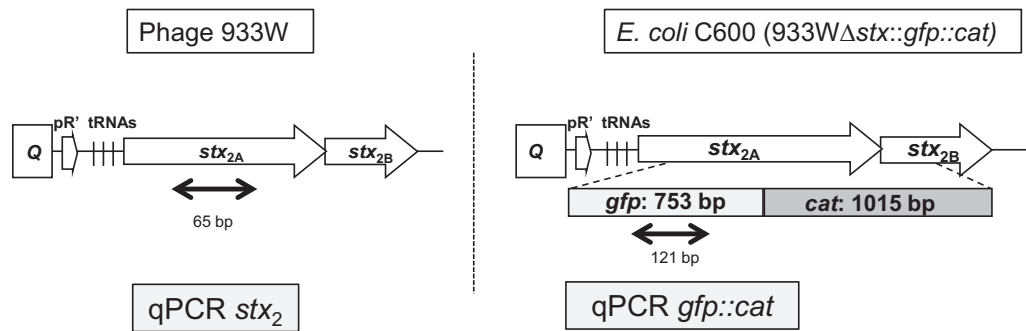 Phage 933W
E. coli C600 (933WΔstx::gfp::cat)
pR' tRNAs
Q
stx2A
stx2B
65 bp
qPCR stx2
pR' tRNAs
Q
stx2A
stx2B
gfp: 753 bp
cat: 1015 bp
121 bp
qPCR gfp::cat